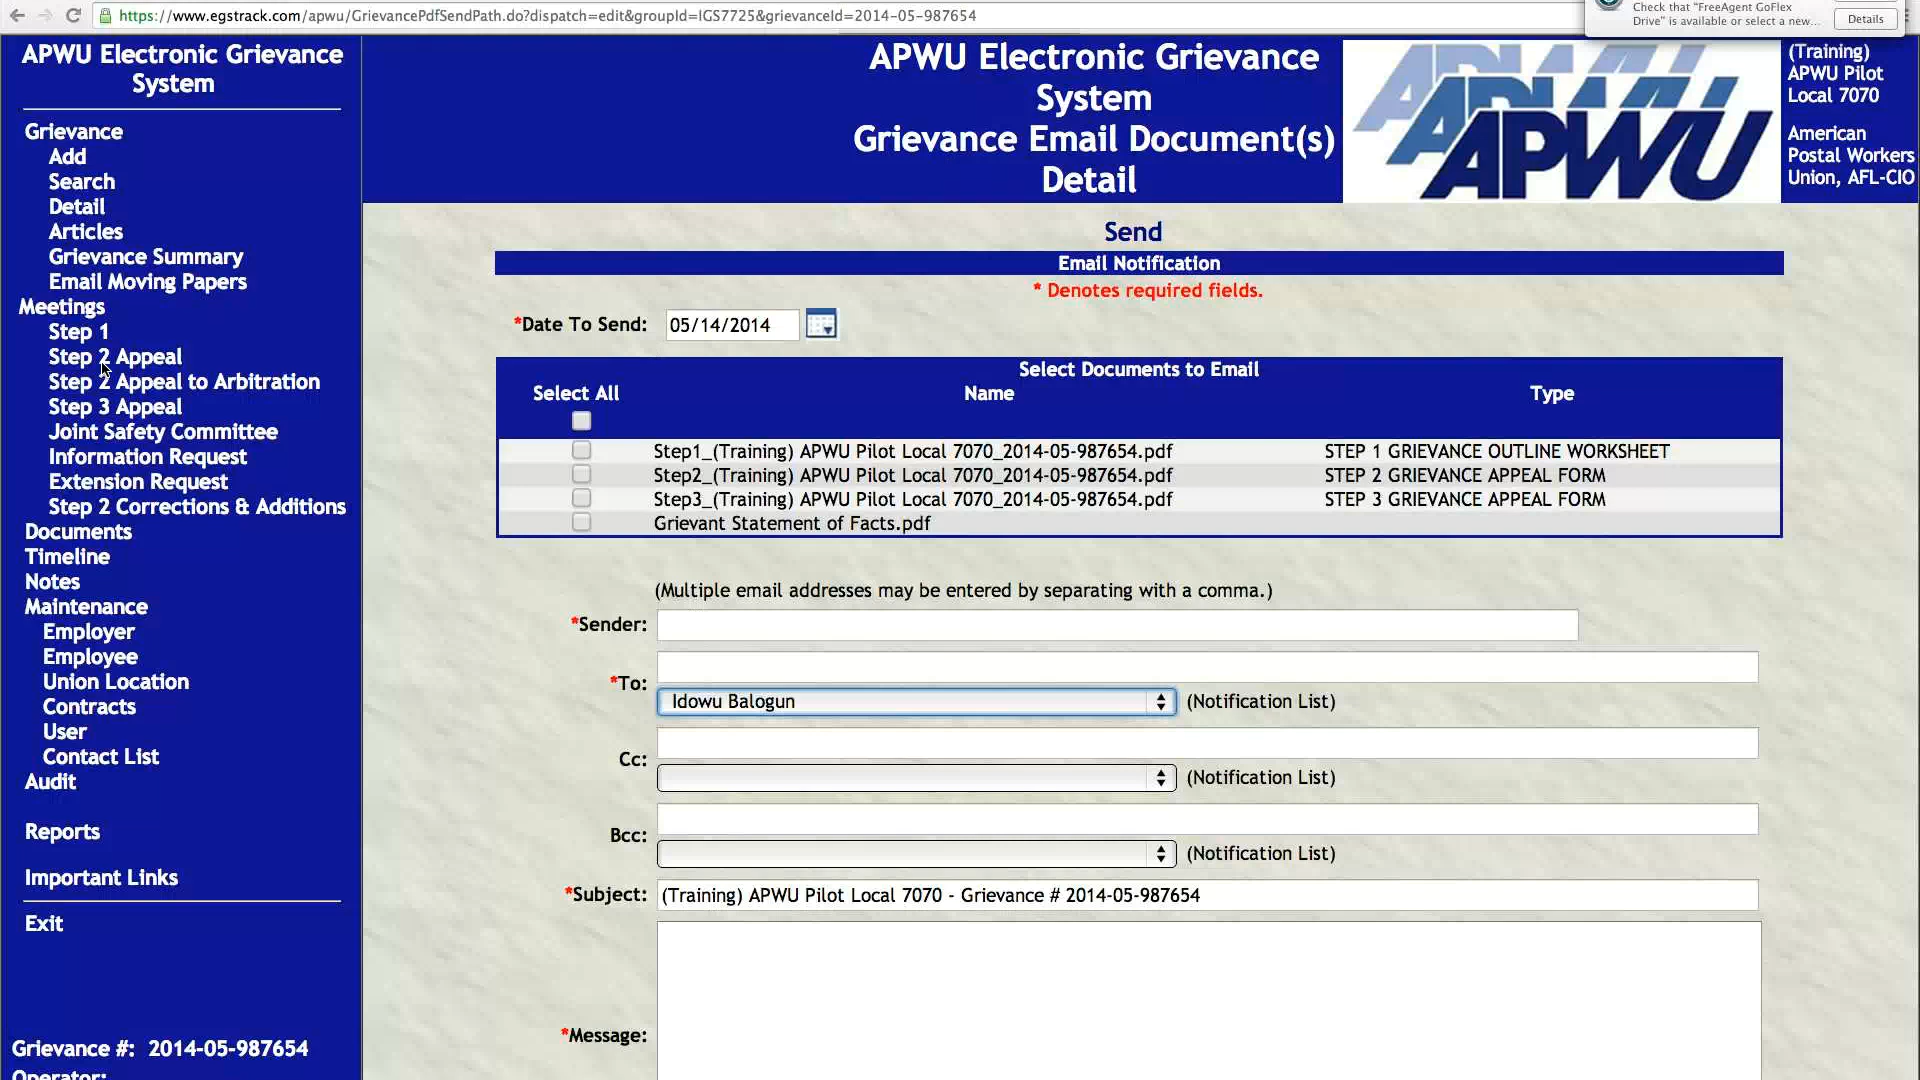 https://www.egstrack.com/apwu/GrievancePdfSendPath.do?dispatch=edit&groupId=IGS7725&grievanceId=2014-05-987654
Check that "FreeAgent GoFlex
Drive" is available or select a new...
Details
APWU Electronic Grievance
System
Grievance
Add
Search
Detail
Articles
Grievance Summary
Email Moving Papers
Meetings
Step 1
Step 2 Appeal
Step 2 Appeal to Arbitration
Step 3 Appeal
Joint Safety Committee
Information Request
Extension Request
Step 2 Corrections & Additions
Documents
Timeline
Notes
Maintenance
Employer
Employee
Union Location
Contracts
User
Contact List
Audit
Reports
Important Links
Exit
Grievance #: 2014-05-987654
Operator:
APWU Electronic Grievance
System
Grievance Email Document(s)
Detail
APWU
(Training)
APWU Pilot
Local 7070
American
Postal Workers
Union, AFL-CIO
Send
Email Notification
* Denotes required fields.
*Date To Send: 05/14/2014
Select Documents to Email
Select All Name Type
Step1_(Training) APWU Pilot Local 7070_2014-05-987654.pdf STEP 1 GRIEVANCE OUTLINE WORKSHEET
Step2_(Training) APWU Pilot Local 7070_2014-05-987654.pdf STEP 2 GRIEVANCE APPEAL FORM
Step3_(Training) APWU Pilot Local 7070_2014-05-987654.pdf STEP 3 GRIEVANCE APPEAL FORM
Grievant Statement of Facts.pdf
(Multiple email addresses may be entered by separating with a comma.)
*Sender:
*To:
Idowu Balogun (Notification List)
Cc:
(Notification List)
Bcc:
(Notification List)
*Subject: (Training) APWU Pilot Local 7070 - Grievance # 2014-05-987654
*Message: